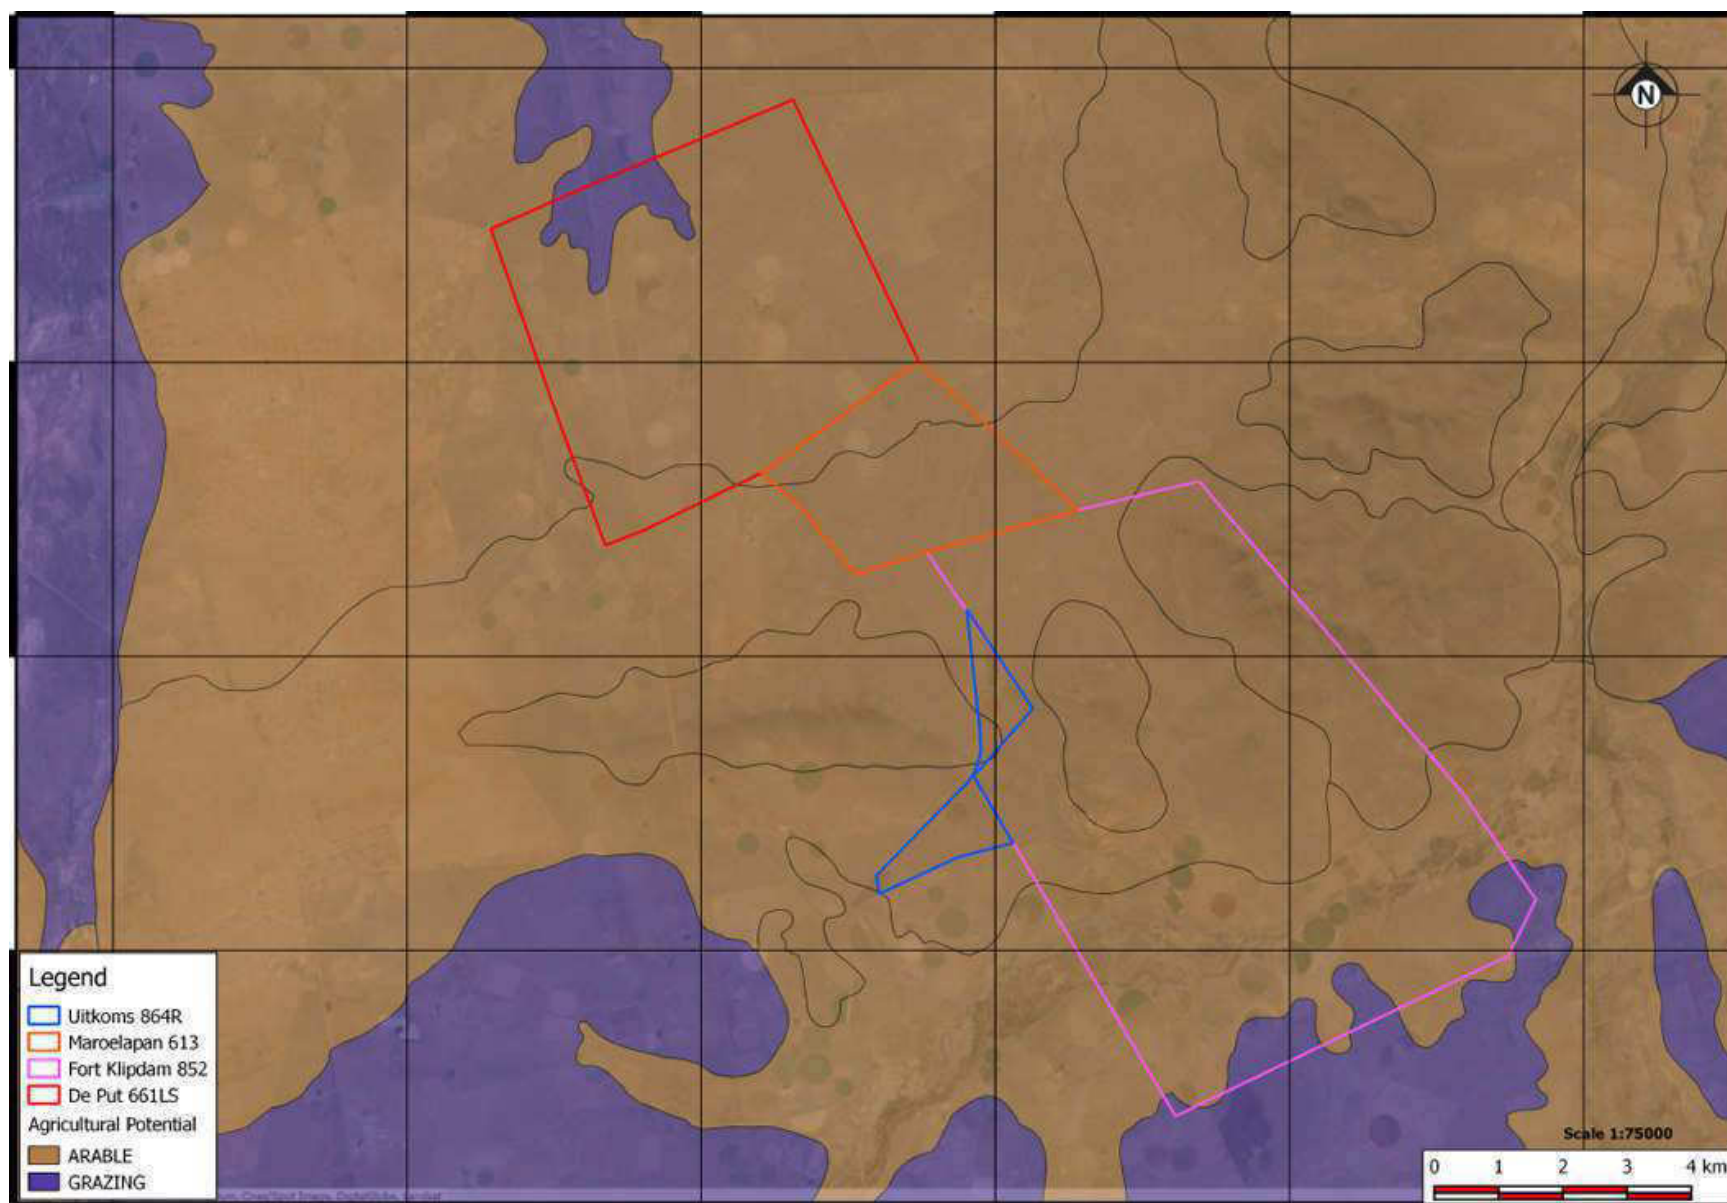 N
Legend
Uitkoms 864R
Maroelapan 613
Fort Klipdam 852
De Put 661LS
Agricultural Potential
ARABLE
GRAZING
Scale 1:75000
0 1 2 3 4 km